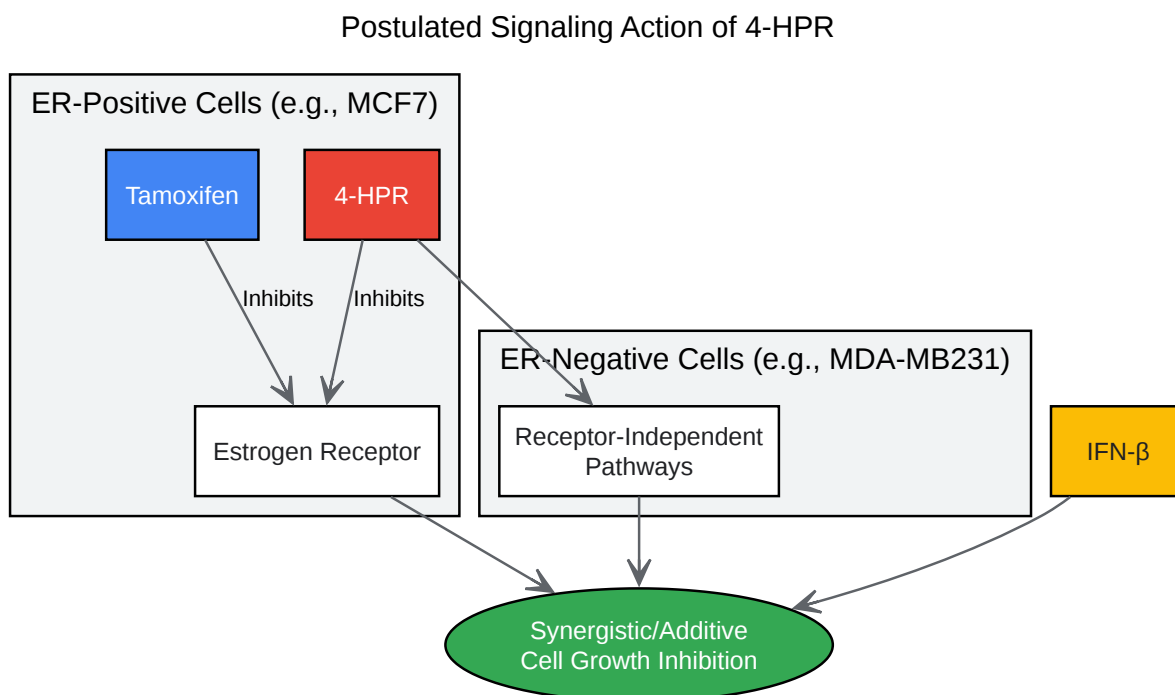 Postulated Signaling Action of 4-HPR
ER-Positive Cells (e.g., MCF7)
Tamoxifen
4-HPR
Inhibits
Inhibits
ER-Negative Cells (e.g., MDA-MB231)
Estrogen Receptor
Receptor-Independent
Pathways
IFN-β
Synergistic/Additive
Cell Growth Inhibition